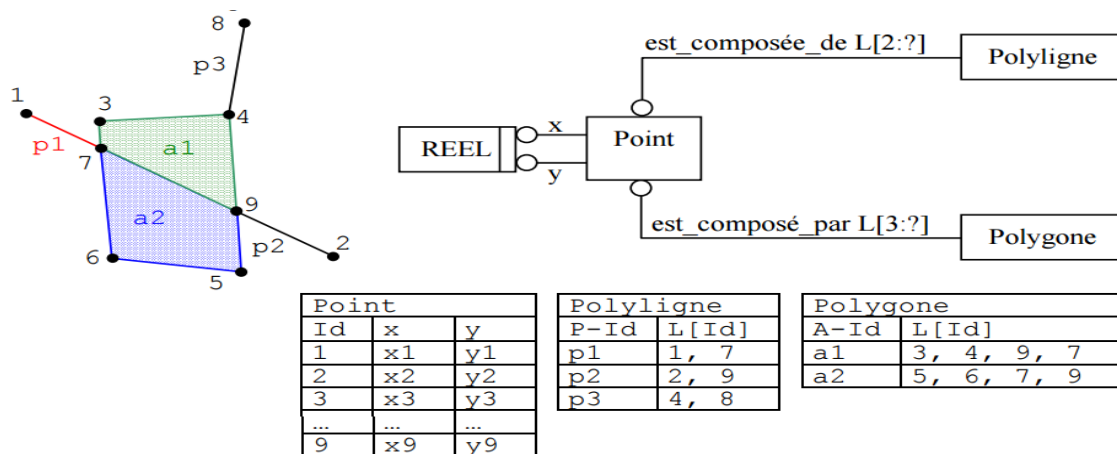 8
p3
1
3
4
p1
a1
7
9
a2
p2
2
6
5
est_composée_de L[2:?]
Polyligne
x
REEL
Point
y
est_composé_par L[3:?]
Polygone
Point
Id x y
1 x1 y1
2 x2 y2
3 x3 y3
… … …
9 x9 y9
Polyligne
P-Id L[Id]
p1 1, 7
p2 2, 9
p3 4, 8
Polygone
A-Id L[Id]
a1 3, 4, 9, 7
a2 5, 6, 7, 9